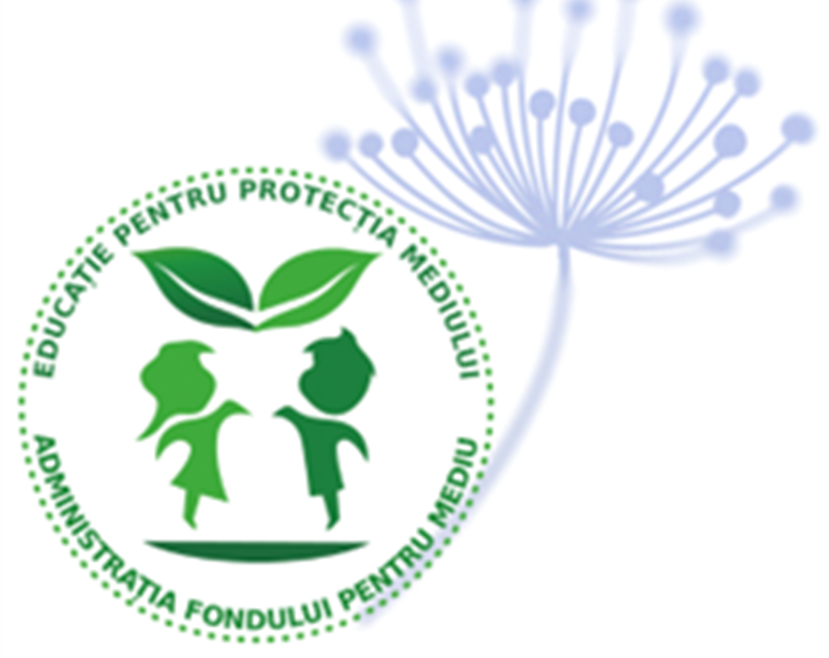 EDUCAȚIE PENTRU PROTECȚIA MEDIULUI
ADMINISTRAȚIA FONDULUI PENTRU MEDIU